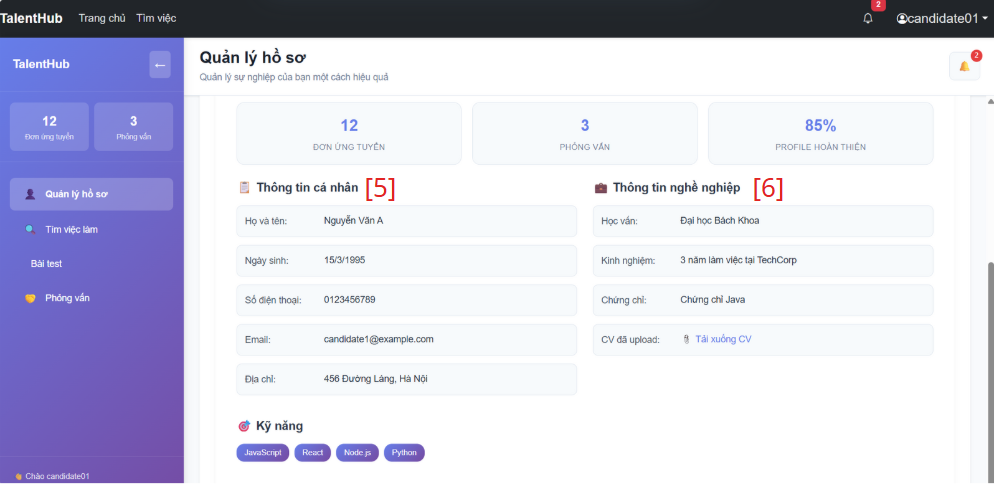 TalentHub Trang chủ Tìm việc 2 candidate01
TalentHub ←
12 3
Đơn ứng tuyển Phỏng vấn
Quản lý hồ sơ
Tìm việc làm
Bài test
Phỏng vấn
Chào candidate01
Quản lý hồ sơ
Quản lý sự nghiệp của bạn một cách hiệu quả
2
12 3 85%
ĐƠN ỨNG TUYỂN PHỎNG VẤN PROFILE HOÀN THIỆN
Thông tin cá nhân [5]
Họ và tên: Nguyễn Văn A
Ngày sinh: 15/3/1995
Số điện thoại: 0123456789
Email: candidate1@example.com
Địa chỉ: 456 Đường Láng, Hà Nội
Thông tin nghề nghiệp [6]
Học vấn: Đại học Bách Khoa
Kinh nghiệm: 3 năm làm việc tại TechCorp
Chứng chỉ: Chứng chỉ Java
CV đã upload: Tải xuống CV
Kỹ năng
JavaScript React Node.js Python